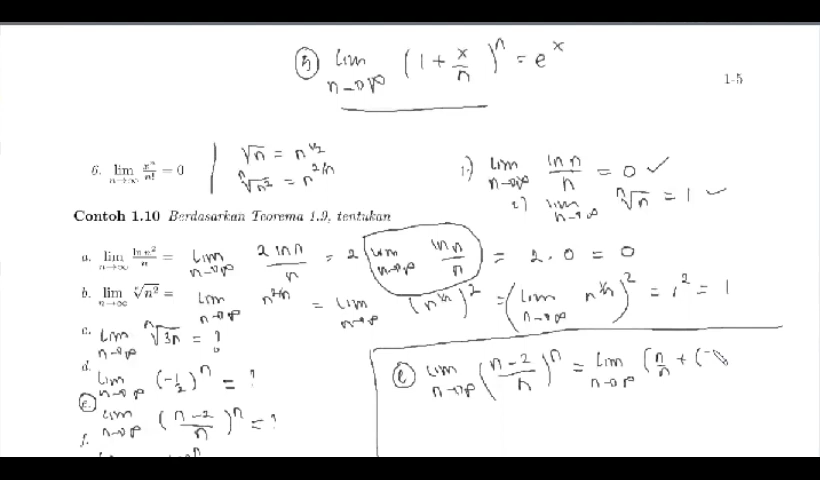 5) lim n→∞ (1 + x/n)^n = e^x
1-5
6. lim n→∞ x^n/n! = 0
√n = n^{1/2}
ⁿ√n² = n^{2/n}
1) lim n→∞ ln n/n = 0 ✓
2) lim n→∞ ⁿ√n = 1 ✓
Contoh 1.10 Berdasarkan Teorema 1.9, tentukan
a. lim n→∞ ln n²/n = lim n→∞ 2 ln n/n = 2 lim n→∞ ln n/n = 2 . 0 = 0
b. lim n→∞ ⁿ√n² = lim n→∞ n^{2/n} = lim n→∞ (n^{1/n})² = (lim n→∞ n^{1/n})² = 1² = 1
c. lim n→∞ ⁿ√3n = ?
d. lim n→∞ (-1/2)^n = ?
e. lim n→∞ (n-2/n)^n = ?
f.
e) lim n→∞ (n-2/n)^n = lim n→∞ (n/n + (-